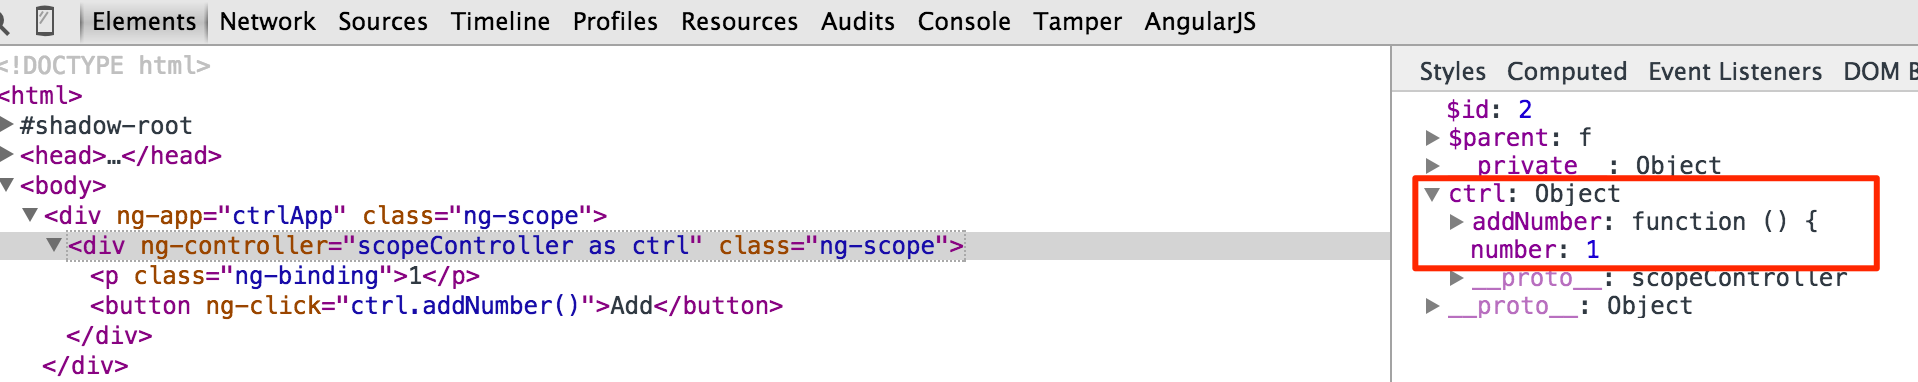 Elements Network Sources Timeline Profiles Resources Audits Console Tamper AngularJS
<!DOCTYPE html>
<html>
▶#shadow-root
▶<head>…</head>
▼<body>
▼<div ng-app="ctrlApp" class="ng-scope">
▼<div ng-controller="scopeController as ctrl" class="ng-scope">
<p class="ng-binding">1</p>
<button ng-click="ctrl.addNumber()">Add</button>
</div>
</div>
Styles Computed Event Listeners DOM B
$id: 2
▶$parent: f
▶__private__: Object
▼ctrl: Object
▶addNumber: function () {
number: 1
▶__proto__: scopeController
▶__proto__: Object